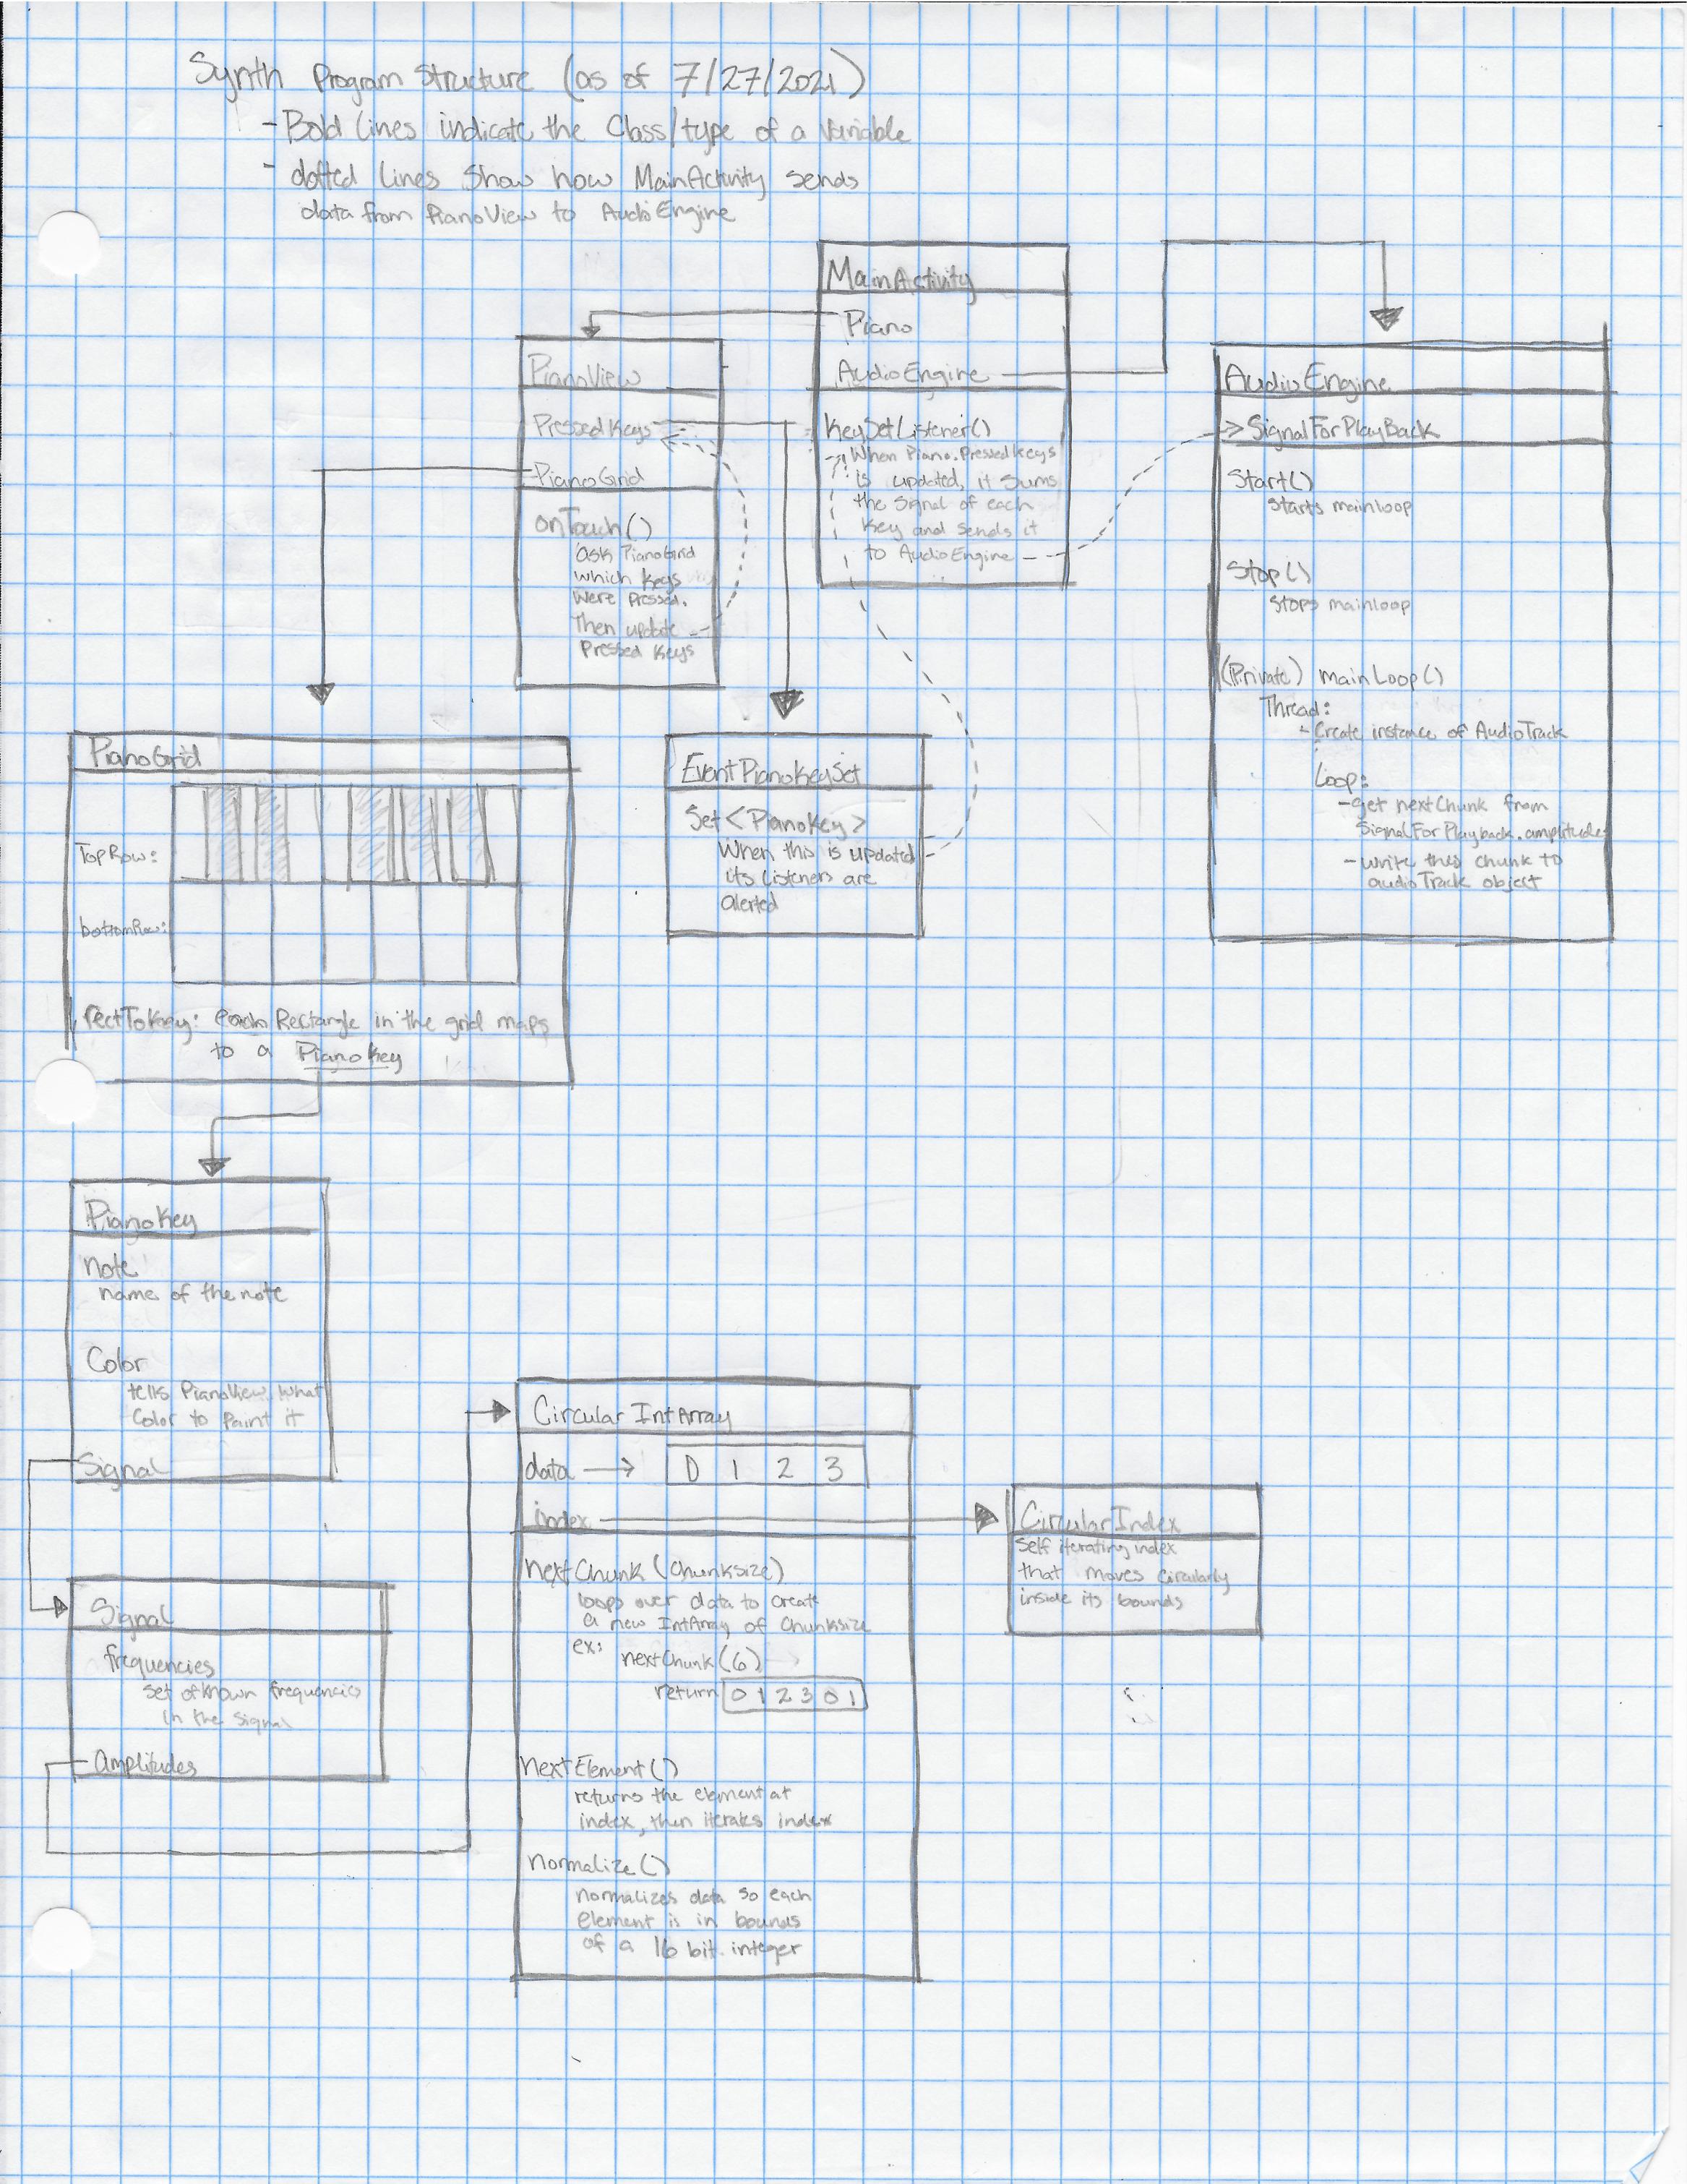 Synth Program Structure (as of 7/27/2021)
- Bold lines indicate the Class/type of a variable
- dotted lines show how MainActivity sends
data from PianoView to AudioEngine
MainActivity
Piano
AudioEngine
KeySetListener()
When Piano.PressedKeys
is updated, it sums
the signal of each
key and sends it
to AudioEngine
PianoView
PressedKeys
PianoGrid
onTouch()
ask PianoGrid
which keys
were pressed.
Then update
Pressed Keys
AudioEngine
SignalForPlayBack
Start()
Starts mainloop
Stop()
Stops mainloop
(Private) mainLoop()
Thread:
- Create instance of AudioTrack
Loop:
- get nextChunk from
SignalForPlayback.amplitudes
- write this chunk to
audioTrack object
PianoGrid
TopRow:
bottomRow:
rectToKey: each Rectangle in the grid maps
to a PianoKey
EventPianoKeySet
Set<PianoKey>
When this is updated
its listeners are
alerted
PianoKey
Note
name of the note
Color
tells PianoView what
Color to paint it
Signal
Signal
frequencies
set of known frequencies
in the signal
amplitudes
CircularIntArray
data → 0 1 2 3
index
nextChunk (Chunksize)
loops over data to create
a new IntArray of Chunksize
ex: nextChunk(6)
return 0 1 2 3 0 1
nextElement()
returns the element at
index, then iterates index
normalize()
normalizes data so each
element is in bounds
of a 16 bit integer
CircularIndex
Self iterating index
that moves circularly
inside its bounds